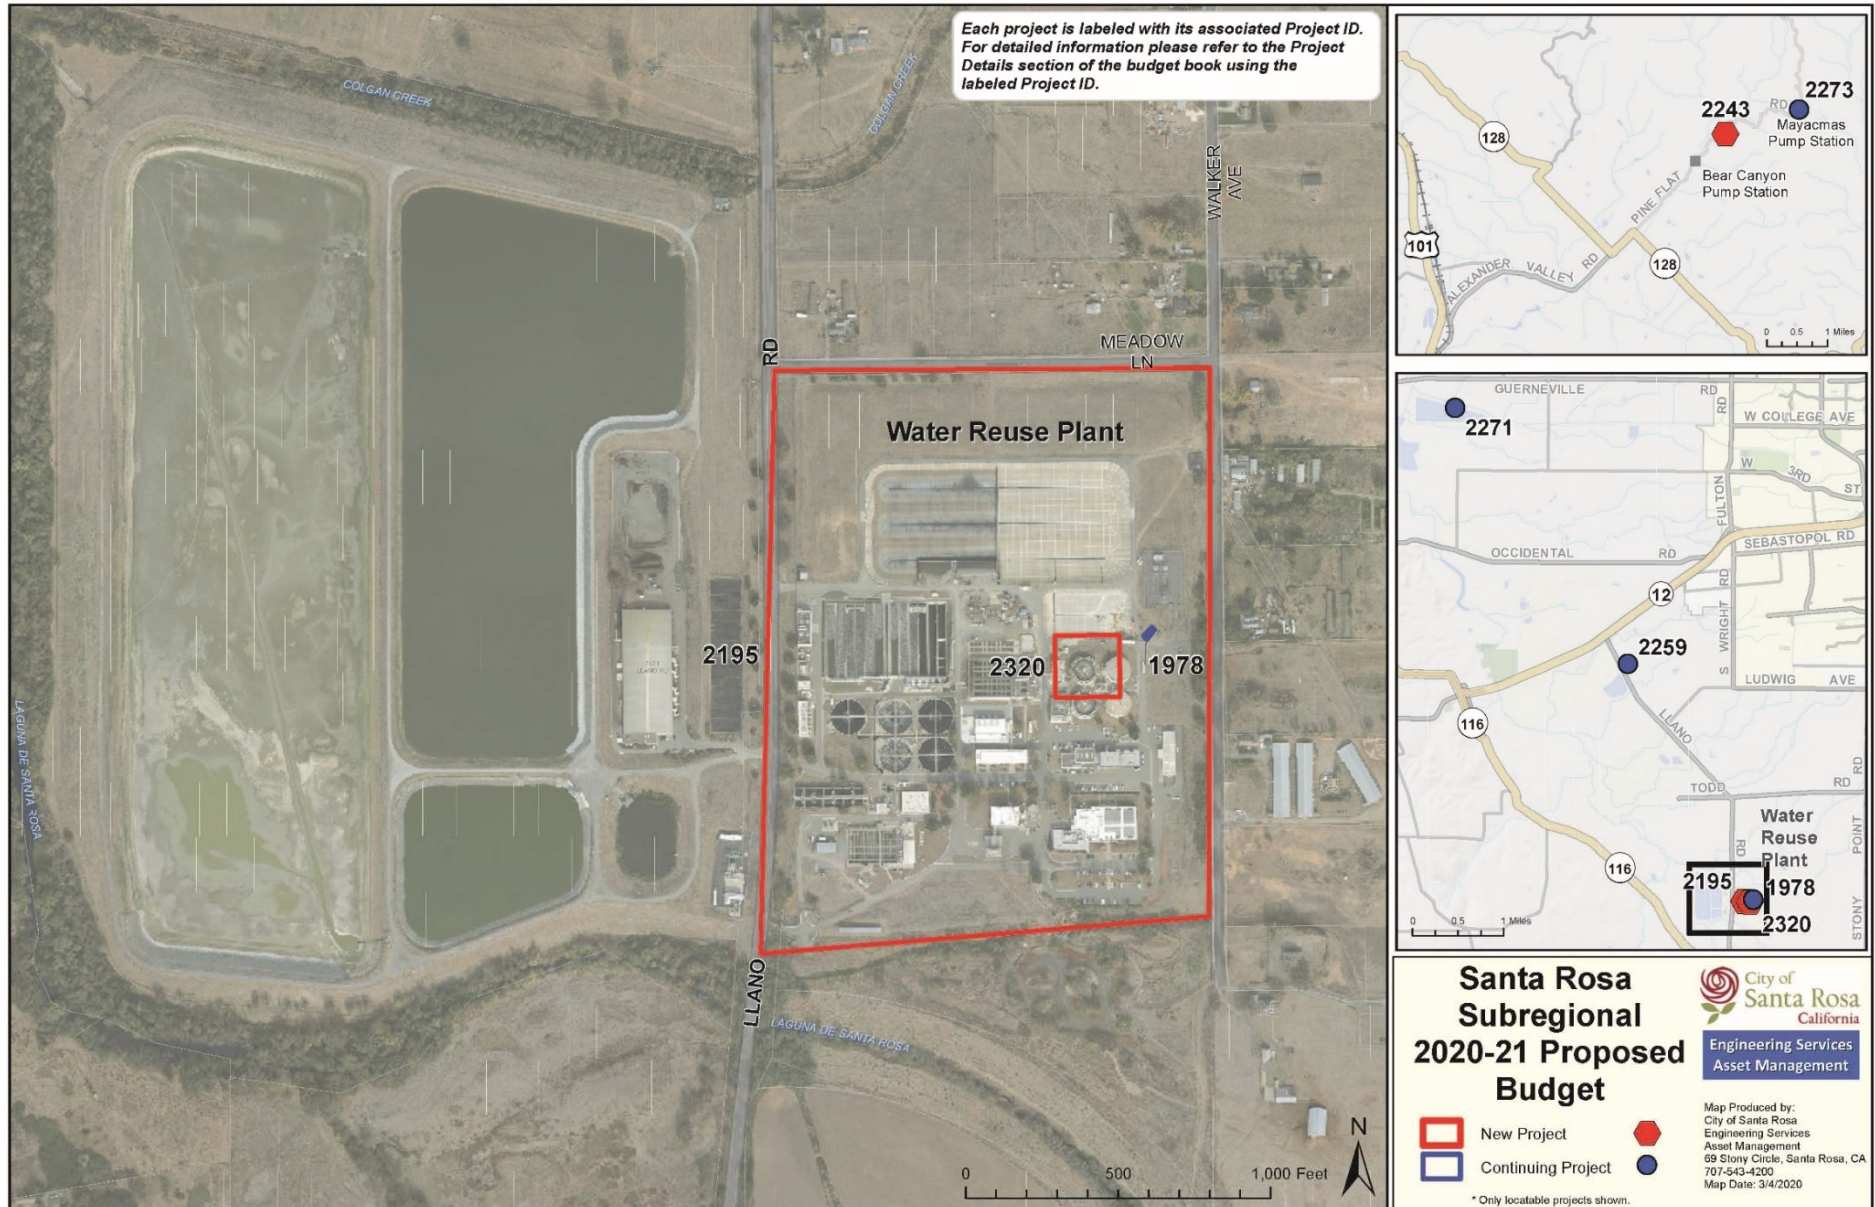 Each project is labeled with its associated Project ID.
For detailed information please refer to the Project
Details section of the budget book using the
labeled Project ID.
COLGAN CREEK
COLGAN CREEK
WALKER
AVE
RD
MEADOW
LN
Water Reuse Plant
2195
2320
1978
LLANO RD
LAGUNA DE SANTA ROSA
LLANO
LAGUNA DE SANTA ROSA
0 500 1,000 Feet
N
2273
2243
RD
Mayacmas
Pump Station
128
Bear Canyon
Pump Station
PINE FLAT
101
ALEXANDER VALLEY RD
128
0 0.5 1 Miles
GUERNEVILLE RD
RD
2271
W COLLEGE AVE
W 3RD ST
FULTON
OCCIDENTAL RD
SEBASTOPOL RD
12
S WRIGHT RD
2259
LUDWIG AVE
116
LLANO
TODD RD
RD
Water
Reuse
Plant
RD
POINT
116
2195
1978
2320
STONY
0 0.5 1 Miles
Santa Rosa
Subregional
2020-21 Proposed
Budget
City of
Santa Rosa
California
Engineering Services
Asset Management
New Project
Continuing Project
* Only locatable projects shown.
Map Produced by:
City of Santa Rosa
Engineering Services
Asset Management
69 Stony Circle, Santa Rosa, CA
707-543-4200
Map Date: 3/4/2020